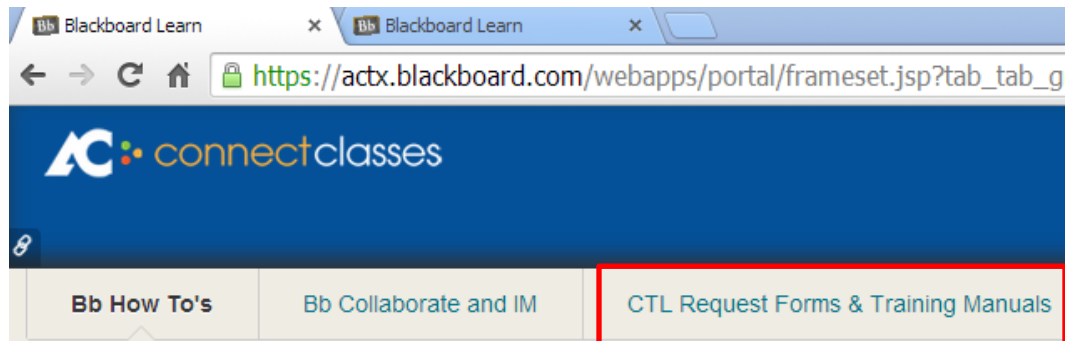 Blackboard Learn Blackboard Learn
https://actx.blackboard.com/webapps/portal/frameset.jsp?tab_tab_g
AC connectclasses
Bb How To's Bb Collaborate and IM CTL Request Forms & Training Manuals